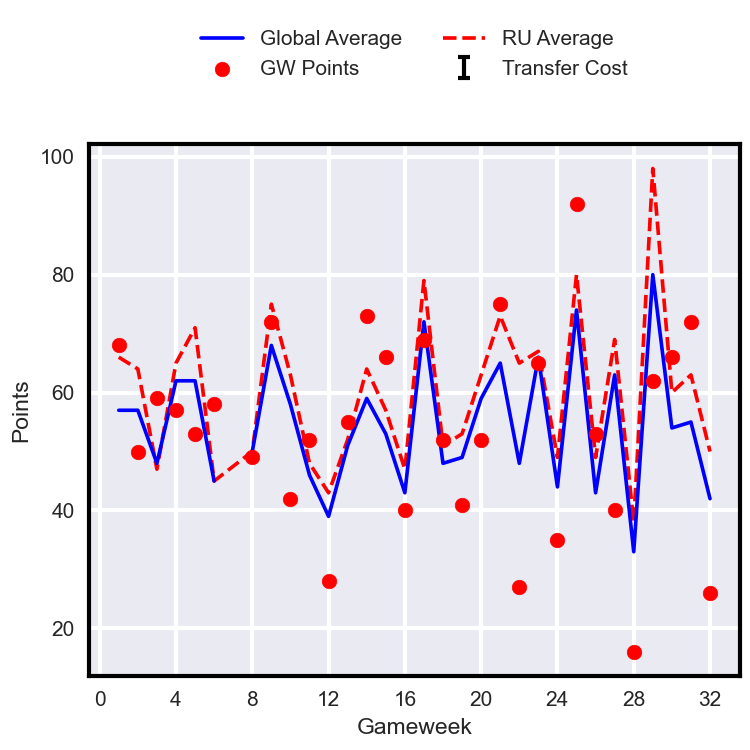 Global Average
RU Average
GW Points
Transfer Cost
100
80
60
40
20
Points
0 4 8 12 16 20 24 28 32
Gameweek